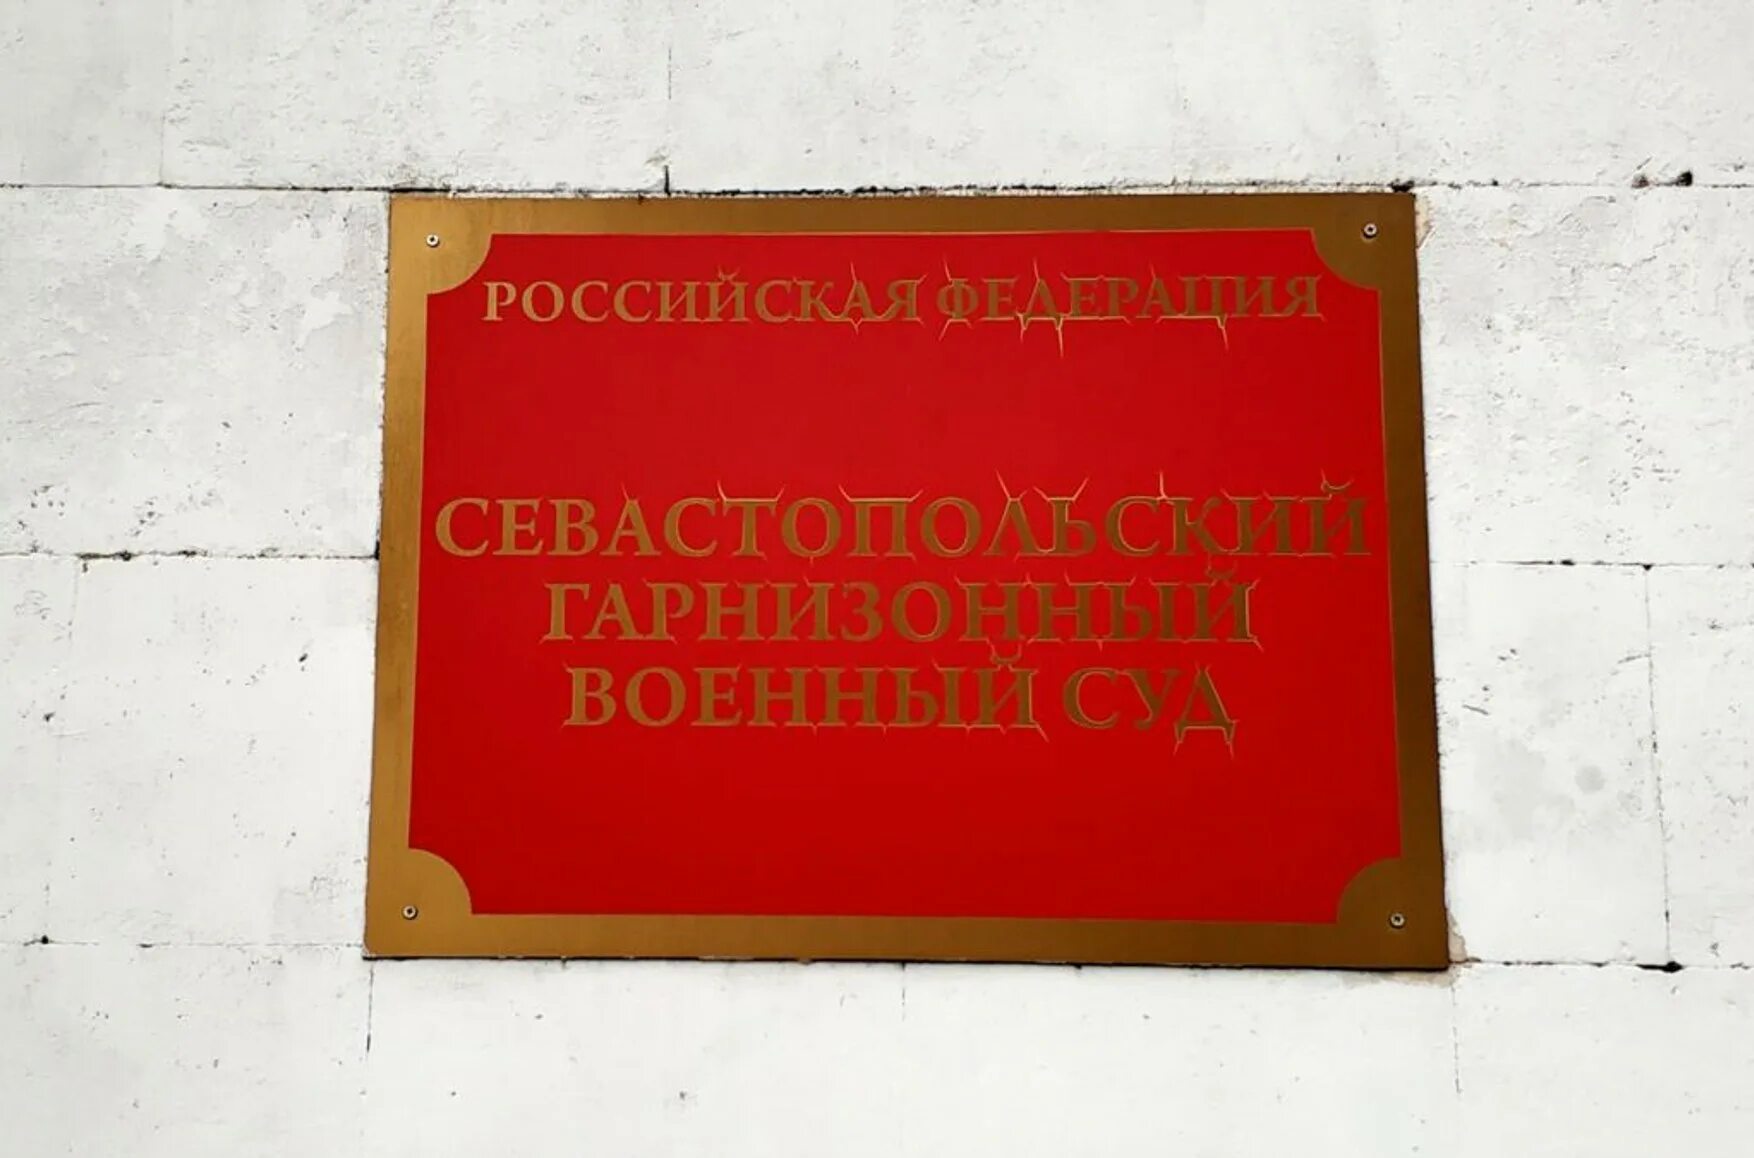 РОССИЙСКАЯ ФЕДЕРАЦИЯ
СЕВАСТОПОЛЬСКИЙ
ГАРНИЗОННЫЙ
ВОЕННЫЙ СУД